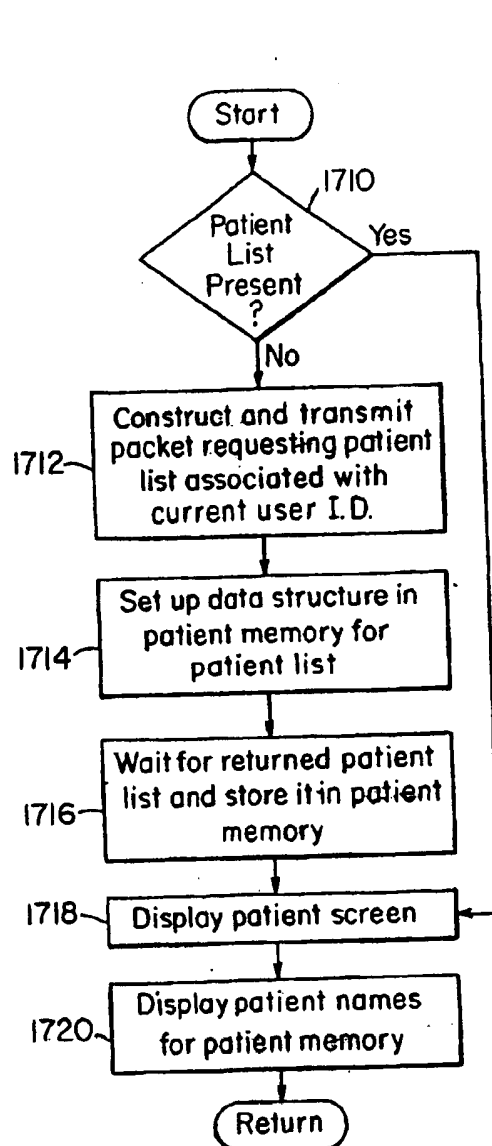 Start
1710
Patient
List
Present
?
Yes
No
1712
Construct and transmit
packet requesting patient
list associated with
current user I.D.
1714
Set up data structure in
patient memory for
patient list
1716
Wait for returned patient
list and store it in patient
memory
1718
Display patient screen
1720
Display patient names
for patient memory
Return